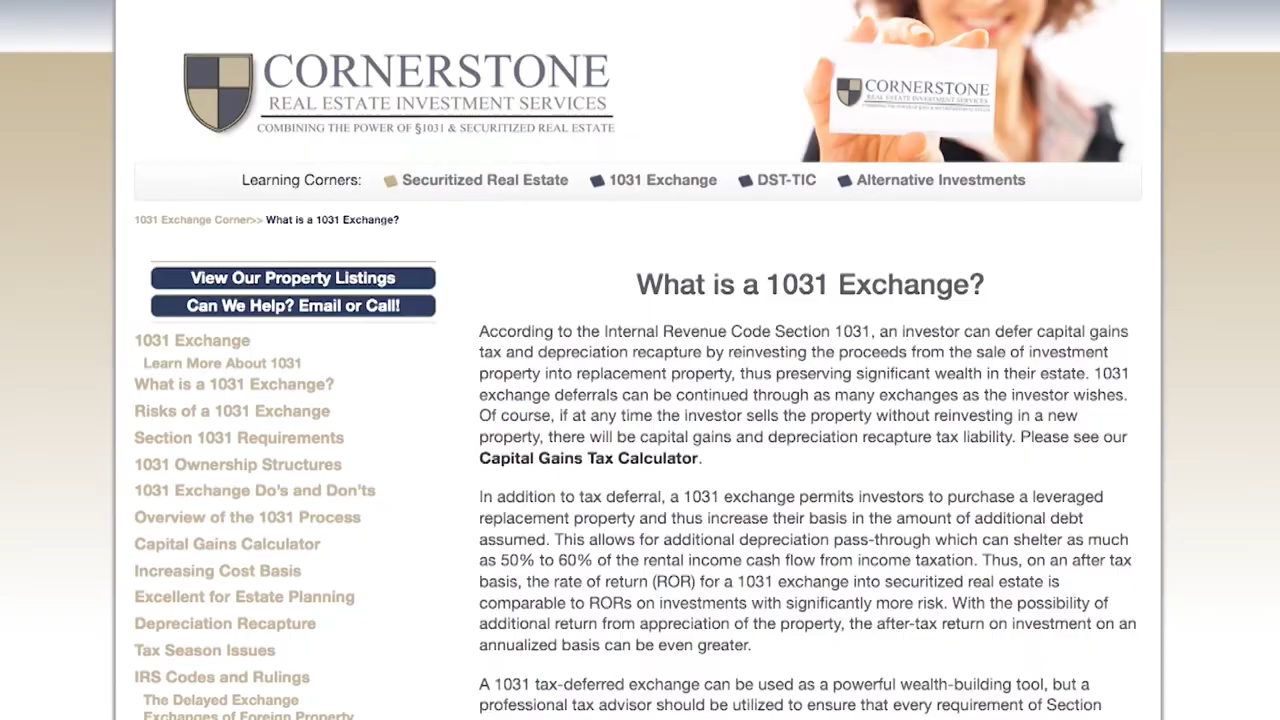 CORNERSTONE
REAL ESTATE INVESTMENT SERVICES
COMBINING THE POWER OF §1031 & SECURITIZED REAL ESTATE
CORNERSTONE
REAL ESTATE INVESTMENT SERVICES
Learning Corners: Securitized Real Estate 1031 Exchange DST-TIC Alternative Investments
1031 Exchange Corner>> What is a 1031 Exchange?
View Our Property Listings
Can We Help? Email or Call!
1031 Exchange
Learn More About 1031
What is a 1031 Exchange?
Risks of a 1031 Exchange
Section 1031 Requirements
1031 Ownership Structures
1031 Exchange Do's and Don'ts
Overview of the 1031 Process
Capital Gains Calculator
Increasing Cost Basis
Excellent for Estate Planning
Depreciation Recapture
Tax Season Issues
IRS Codes and Rulings
The Delayed Exchange
Exchanges of Foreign Property
What is a 1031 Exchange?
According to the Internal Revenue Code Section 1031, an investor can defer capital gains
tax and depreciation recapture by reinvesting the proceeds from the sale of investment
property into replacement property, thus preserving significant wealth in their estate. 1031
exchange deferrals can be continued through as many exchanges as the investor wishes.
Of course, if at any time the investor sells the property without reinvesting in a new
property, there will be capital gains and depreciation recapture tax liability. Please see our
Capital Gains Tax Calculator.
In addition to tax deferral, a 1031 exchange permits investors to purchase a leveraged
replacement property and thus increase their basis in the amount of additional debt
assumed. This allows for additional depreciation pass-through which can shelter as much
as 50% to 60% of the rental income cash flow from income taxation. Thus, on an after tax
basis, the rate of return (ROR) for a 1031 exchange into securitized real estate is
comparable to RORs on investments with significantly more risk. With the possibility of
additional return from appreciation of the property, the after-tax return on investment on an
annualized basis can be even greater.
A 1031 tax-deferred exchange can be used as a powerful wealth-building tool, but a
professional tax advisor should be utilized to ensure that every requirement of Section